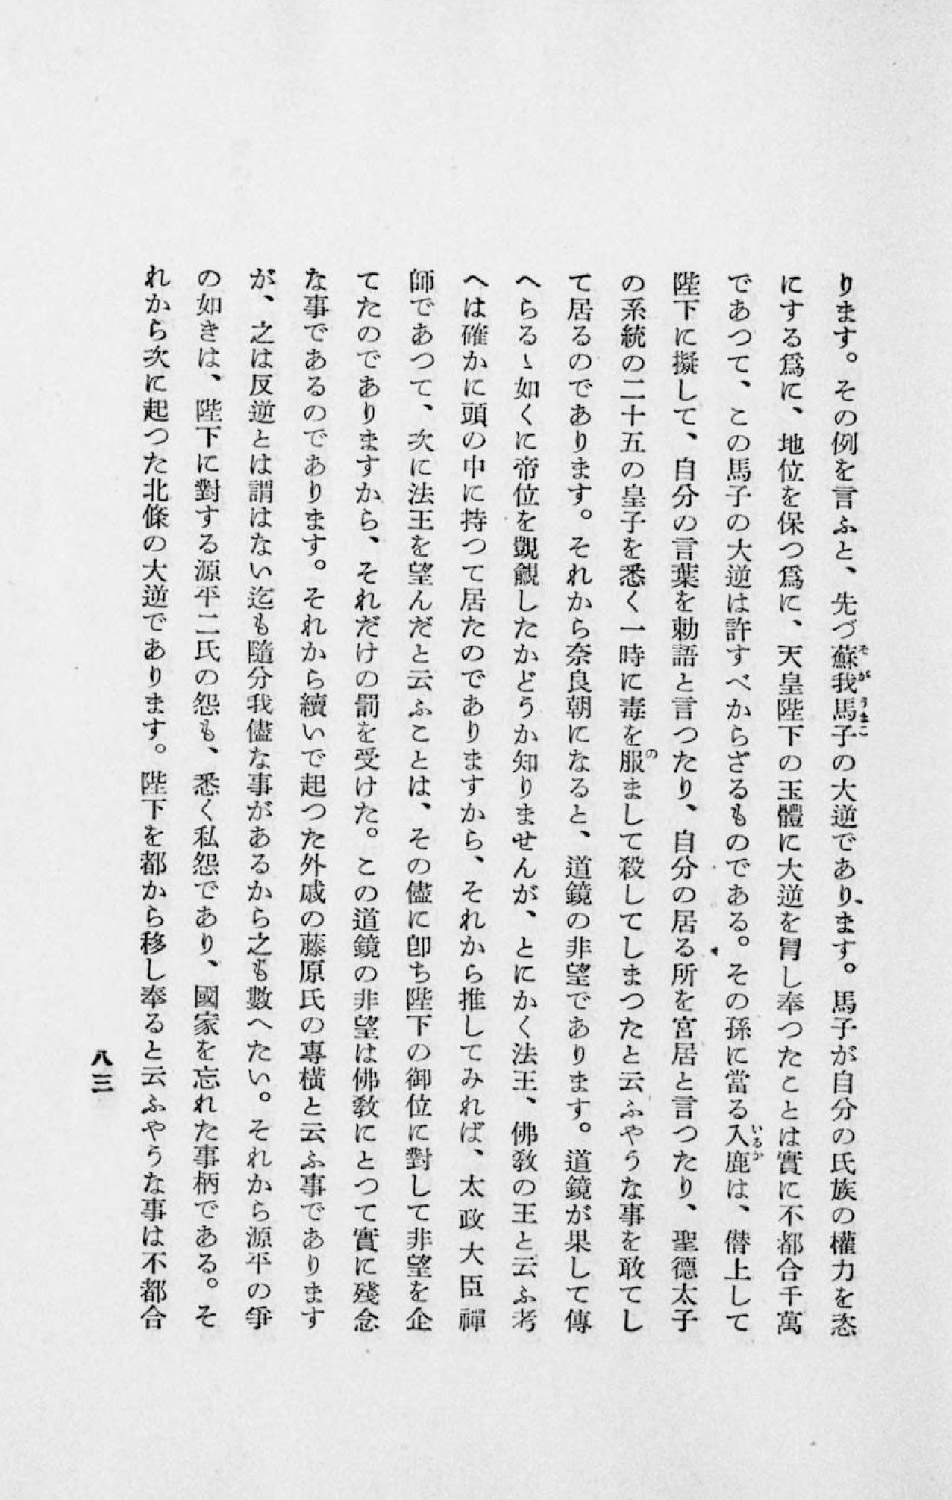 ります。その例を言ふと、先づ蘇我馬子の大逆であります。馬子が自分の氏族の權力を恣
にする爲に、地位を保つ爲に、天皇陛下の玉體に大逆を冐し奉つたことは實に不都合千萬
であつて、この馬子の大逆は許すべからざるものである。その孫に當る入鹿は、僭上して
陛下に擬して、自分の言葉を勅語と言つたり、自分の居る所を宮居と言つたり、聖德太子
の系統の二十五の皇子を悉く一時に毒を服まして殺してしまつたと云ふやうな事を敢てし
て居るのであります。それから奈良朝になると、道鏡の非望であります。道鏡が果して傳
へらるゝ如くに帝位を覬覦したかどうか知りませんが、とにかく法王、佛敎の王と云ふ考
へは確かに頭の中に持つて居たのでありますから、それから推してみれば、太政大臣禪
師であつて、次に法王を望んだと云ふことは、その儘に卽ち陛下の御位に對して非望を企
てたのでありますから、それだけの罰を受けた。この道鏡の非望は佛敎にとつて實に殘念
な事であるのであります。それから續いで起つた外戚の藤原氏の專橫と云ふ事であります
が、之は反逆とは謂はない迄も隨分我儘な事があるから之も數へたい。それから源平の爭
の如きは、陛下に對する源平二氏の怨も、悉く私怨であり、國家を忘れた事柄である。そ
れから次に起つた北條の大逆であります。陛下を都から移し奉ると云ふやうな事は不都合
八三